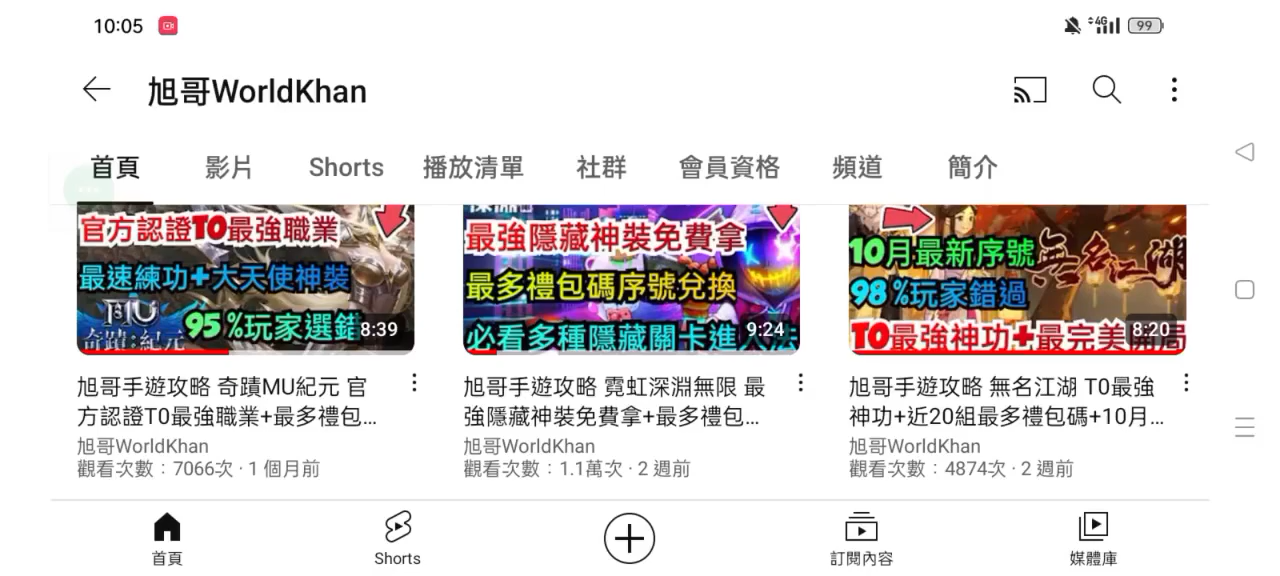 10:05
4G
99
旭哥WorldKhan
首頁
影片
Shorts
播放清單
社群
會員資格
頻道
簡介
官方認證T0最強職業
最速練功+大天使神裝
MU
奇蹟:紀元
95%玩家選錯
8:39
最強隱藏神裝免費拿
最多禮包碼序號兌換
必看多種隱藏關卡進入法
9:24
10月最新序號
無名江湖
98%玩家錯過
T0最強神功+最完美開局
8:20
旭哥手遊攻略 奇蹟MU紀元 官
方認證T0最強職業+最多禮包...
旭哥WorldKhan
觀看次數：7066次 · 1 個月前
旭哥手遊攻略 霓虹深淵無限 最
強隱藏神裝免費拿+最多禮包...
旭哥WorldKhan
觀看次數：1.1萬次 · 2 週前
旭哥手遊攻略 無名江湖 T0最強
神功+近20組最多禮包碼+10月...
旭哥WorldKhan
觀看次數：4874次 · 2 週前
首頁
Shorts
訂閱內容
媒體庫